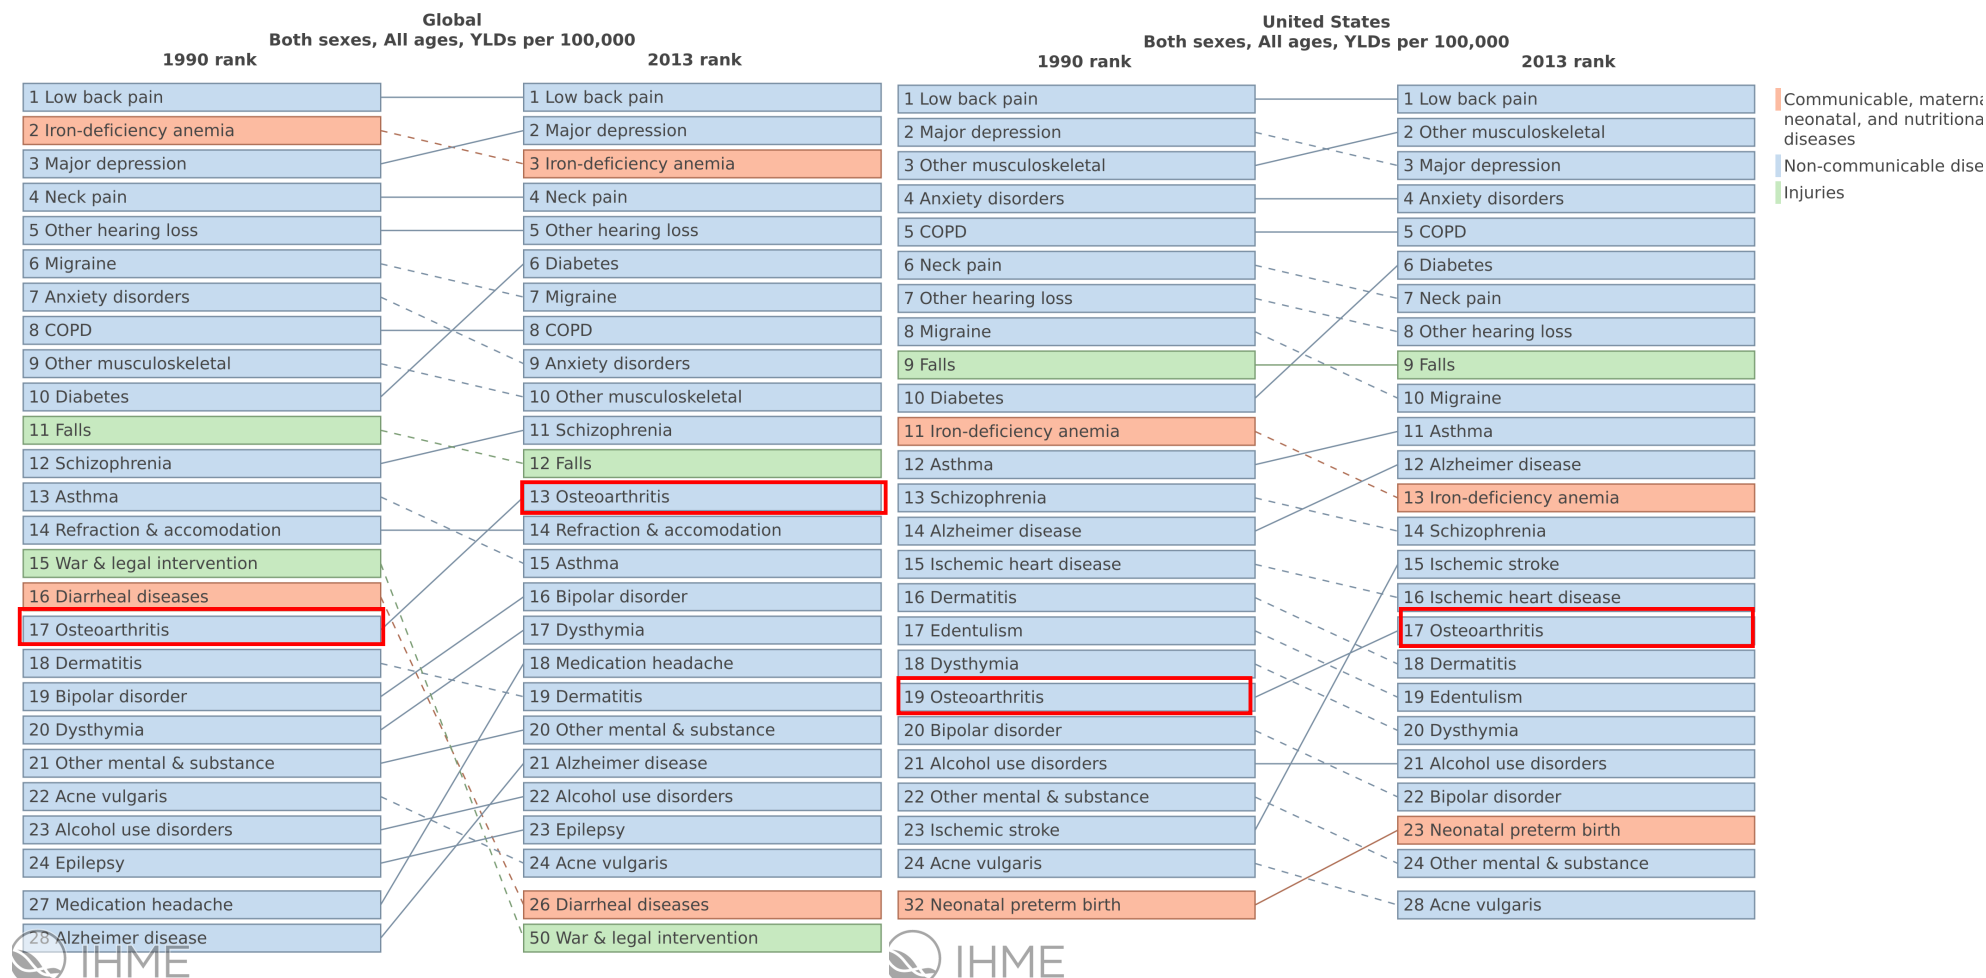 Global
Both sexes, All ages, YLDs per 100,000
1990 rank
2013 rank
1 Low back pain
2 Iron-deficiency anemia
3 Major depression
4 Neck pain
5 Other hearing loss
6 Migraine
7 Anxiety disorders
8 COPD
9 Other musculoskeletal
10 Diabetes
11 Falls
12 Schizophrenia
13 Asthma
14 Refraction & accomodation
15 War & legal intervention
16 Diarrheal diseases
17 Osteoarthritis
18 Dermatitis
19 Bipolar disorder
20 Dysthymia
21 Other mental & substance
22 Acne vulgaris
23 Alcohol use disorders
24 Epilepsy
27 Medication headache
28 Alzheimer disease
1 Low back pain
2 Major depression
3 Iron-deficiency anemia
4 Neck pain
5 Other hearing loss
6 Diabetes
7 Migraine
8 COPD
9 Anxiety disorders
10 Other musculoskeletal
11 Schizophrenia
12 Falls
13 Osteoarthritis
14 Refraction & accomodation
15 Asthma
16 Bipolar disorder
17 Dysthymia
18 Medication headache
19 Dermatitis
20 Other mental & substance
21 Alzheimer disease
22 Alcohol use disorders
23 Epilepsy
24 Acne vulgaris
26 Diarrheal diseases
50 War & legal intervention
IHME
United States
Both sexes, All ages, YLDs per 100,000
1990 rank
2013 rank
1 Low back pain
2 Major depression
3 Other musculoskeletal
4 Anxiety disorders
5 COPD
6 Neck pain
7 Other hearing loss
8 Migraine
9 Falls
10 Diabetes
11 Iron-deficiency anemia
12 Asthma
13 Schizophrenia
14 Alzheimer disease
15 Ischemic heart disease
16 Dermatitis
17 Edentulism
18 Dysthymia
19 Osteoarthritis
20 Bipolar disorder
21 Alcohol use disorders
22 Other mental & substance
23 Ischemic stroke
24 Acne vulgaris
32 Neonatal preterm birth
1 Low back pain
2 Other musculoskeletal
3 Major depression
4 Anxiety disorders
5 COPD
6 Diabetes
7 Neck pain
8 Other hearing loss
9 Falls
10 Migraine
11 Asthma
12 Alzheimer disease
13 Iron-deficiency anemia
14 Schizophrenia
15 Ischemic stroke
16 Ischemic heart disease
17 Osteoarthritis
18 Dermatitis
19 Edentulism
20 Dysthymia
21 Alcohol use disorders
22 Bipolar disorder
23 Neonatal preterm birth
24 Other mental & substance
28 Acne vulgaris
IHME
Communicable, materna
neonatal, and nutritiona
diseases
Non-communicable dise
Injuries